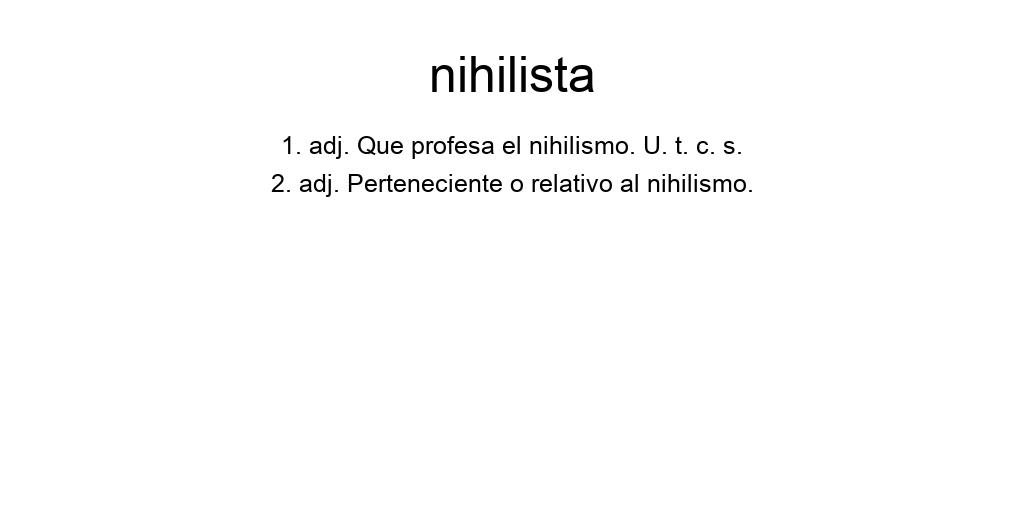 nihilista
1. adj. Que profesa el nihilismo. U. t. c. s.
2. adj. Perteneciente o relativo al nihilismo.